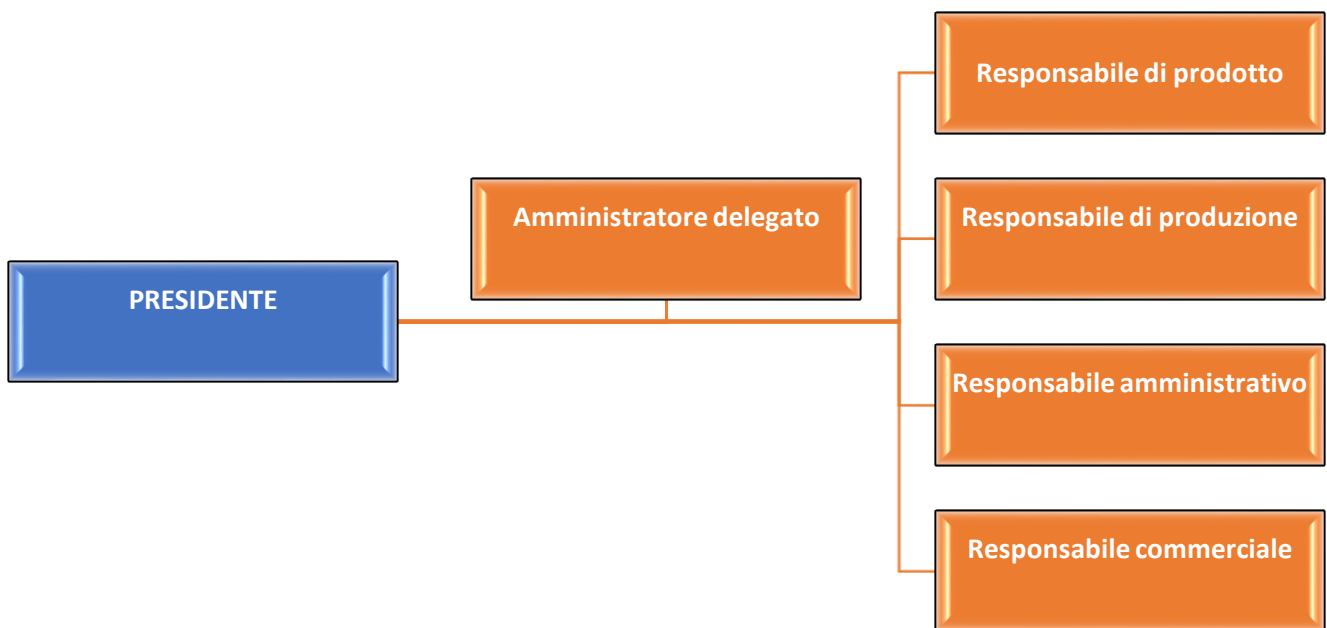 PRESIDENTE
Amministratore delegato
Responsabile di prodotto
Responsabile di produzione
Responsabile amministrativo
Responsabile commerciale